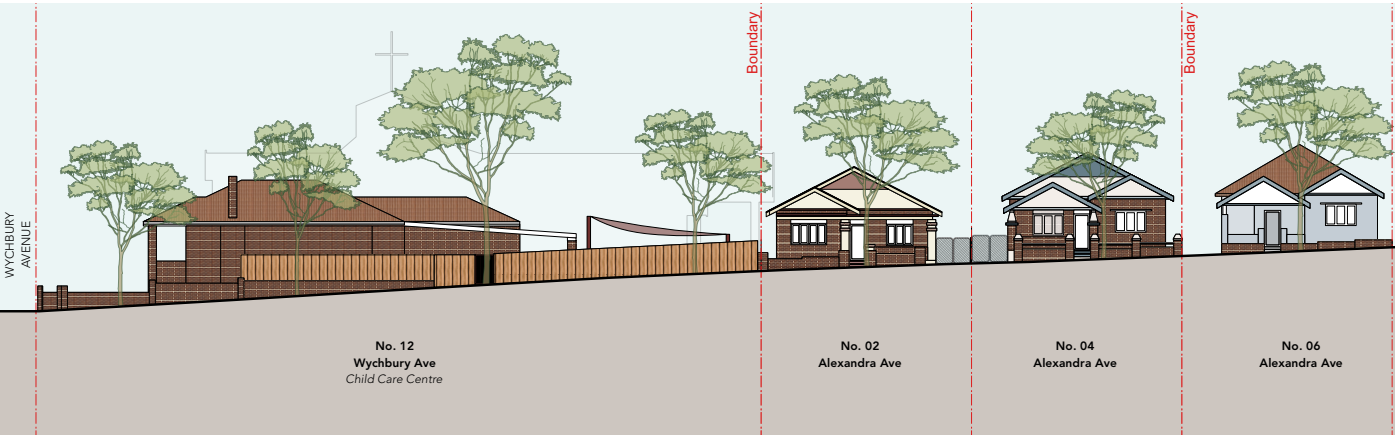 WYCHBURY
AVENUE
Boundary
Boundary
No. 12
Wychbury Ave
Child Care Centre
No. 02
Alexandra Ave
No. 04
Alexandra Ave
No. 06
Alexandra Ave